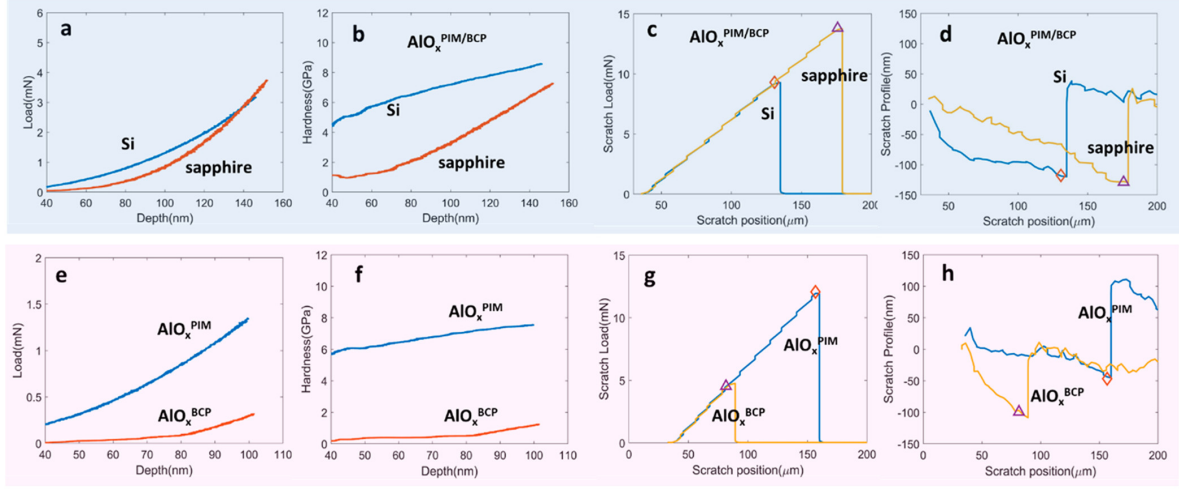 a
6
5
4
3
2
1
0
Load(mN)
Si
sapphire
40 60 80 100 120 140 160
Depth(nm)
b
12
10
8
6
4
2
0
Hardness(GPa)
AlOxPIM/BCP
Si
sapphire
40 60 80 100 120 140 160
Depth(nm)
c
15
10
5
0
Scratch Load(mN)
AlOxPIM/BCP
sapphire
Si
50 100 150 200
Scratch position(μm)
d
100
50
0
-50
-100
-150
Scratch Profile(nm)
AlOxPIM/BCP
Si
sapphire
50 100 150 200
Scratch position(μm)
e
2
1.5
1
0.5
0
Load(mN)
AlOxPIM
AlOxBCP
40 50 60 70 80 90 100 110
Depth(nm)
f
12
10
8
6
4
2
0
Hardness(GPa)
AlOxPIM
AlOxBCP
40 50 60 70 80 90 100 110
Depth(nm)
g
15
10
5
0
Scratch Load(mN)
AlOxPIM
AlOxBCP
0 50 100 150 200
Scratch position(μm)
h
150
100
50
0
-50
-100
-150
Scratch Profile(nm)
AlOxPIM
AlOxBCP
0 50 100 150 200
Scratch position(μm)